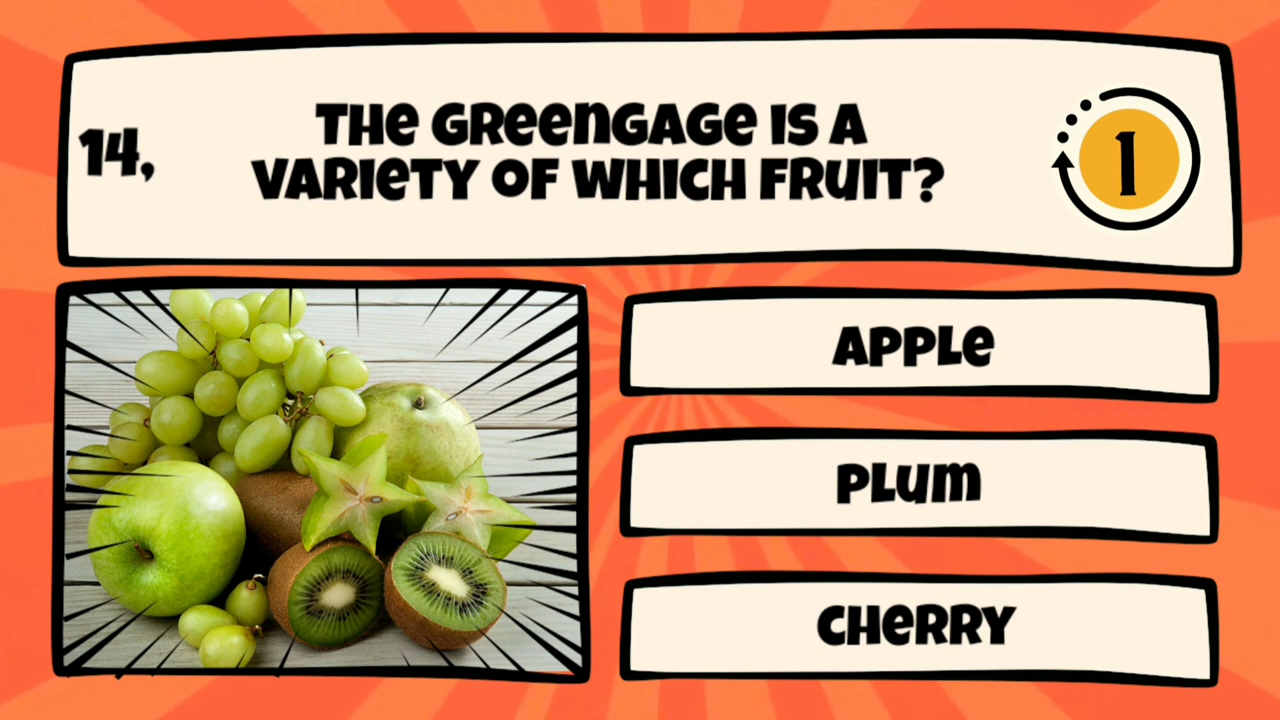 14,
THE GREENGAGE IS A
VARIETY OF WHICH FRUIT?
1
APPLE
PLUM
CHERRY